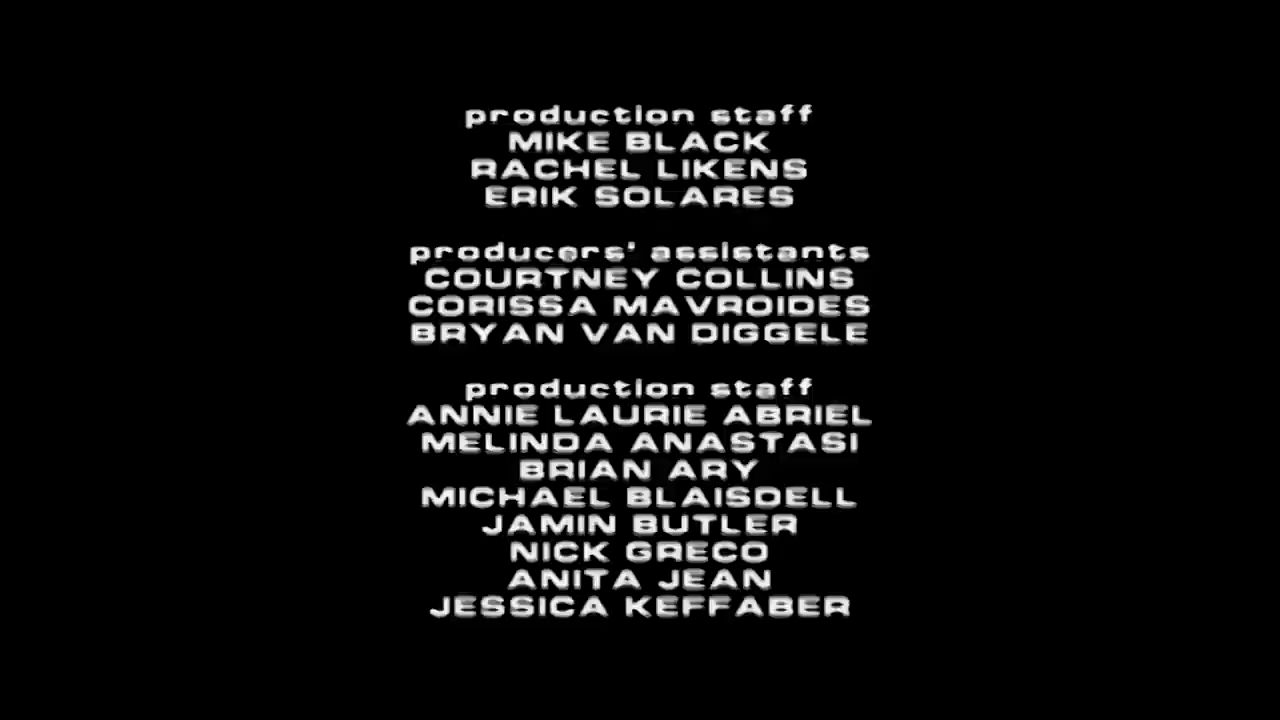 production staff
MIKE BLACK
RACHEL LIKENS
ERIK SOLARES
producers' assistants
COURTNEY COLLINS
CORISSA MAVROIDES
BRYAN VAN DIGGELE
production staff
ANNIE LAURIE ABRIEL
MELINDA ANASTASI
BRIAN ARY
MICHAEL BLAISDELL
JAMIN BUTLER
NICK GRECO
ANITA JEAN
JESSICA KEFFABER